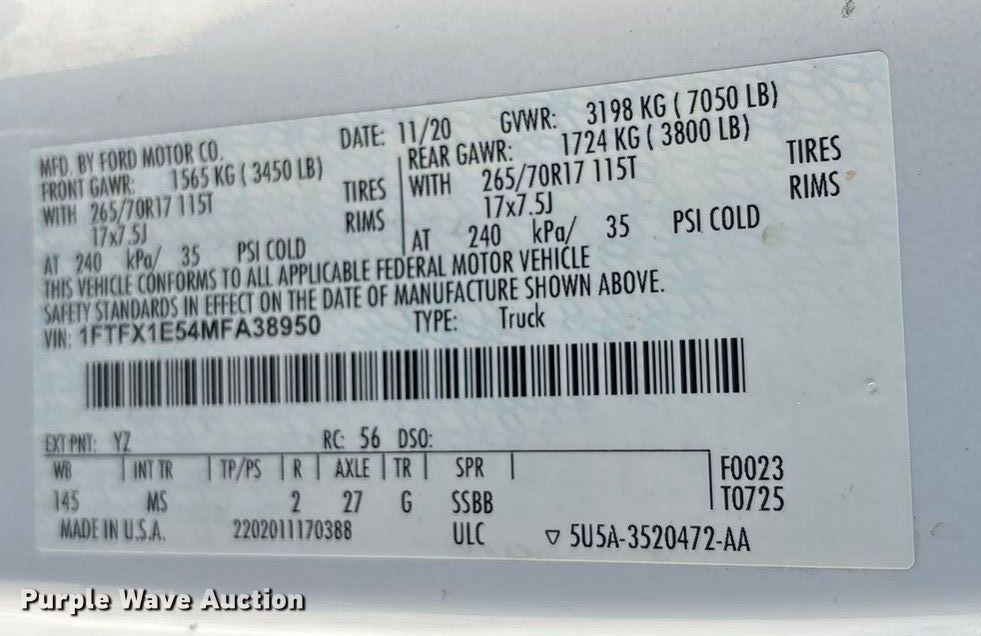 MFD. BY FORD MOTOR CO. DATE: 11/20 GVWR: 3198 KG ( 7050 LB)
FRONT GAWR: 1565 KG ( 3450 LB) REAR GAWR: 1724 KG ( 3800 LB)
WITH 265/70R17 115T TIRES WITH 265/70R17 115T TIRES
17x7.5J RIMS 17x7.5J RIMS
AT 240 kPa/ 35 PSI COLD AT 240 kPa/ 35 PSI COLD
THIS VEHICLE CONFORMS TO ALL APPLICABLE FEDERAL MOTOR VEHICLE
SAFETY STANDARDS IN EFFECT ON THE DATE OF MANUFACTURE SHOWN ABOVE.
VIN: 1FTFX1E54MFA38950 TYPE: Truck
EXT PNT: YZ RC: 56 DSO:
WB INT TR TP/PS R AXLE TR SPR F0023
145 MS 2 27 G SSBB T0725
MADE IN U.S.A. 2202011170388 ULC ▽ 5U5A-3520472-AA
Purple Wave Auction